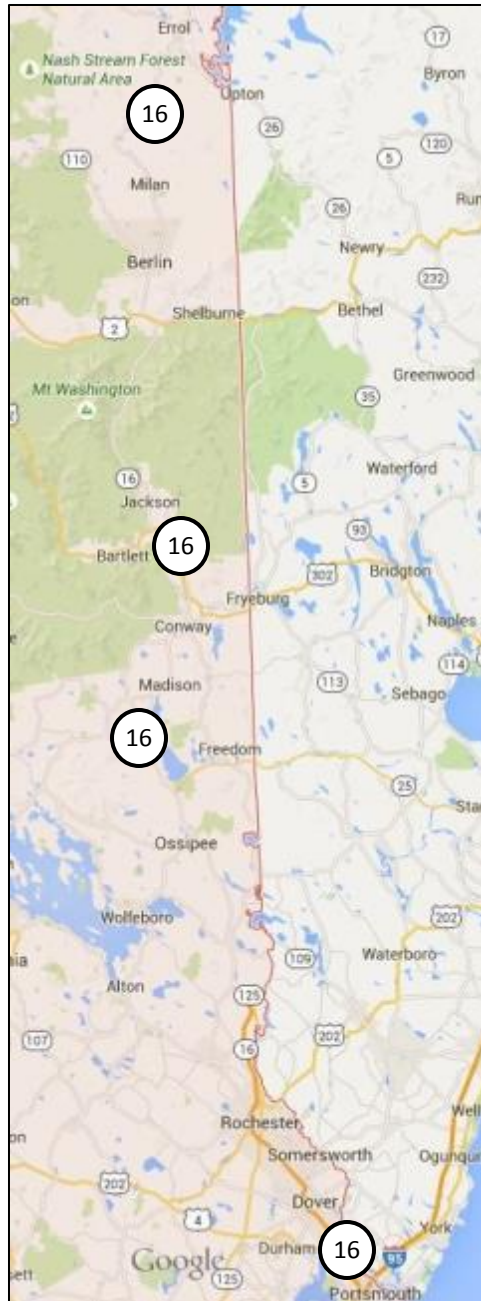 Errol
17
Nash Stream Forest
Natural Area
Byron
Upton
16
26
120
5
110
Milan
26
Run
Newry
Berlin
232
on
Shelburne
Bethel
2
Greenwood
Mt Washington
35
Waterford
16
5
Jackson
93
16
Bartlett
302
Bridgton
Fryeburg
Naples
Conway
114
113
Madison
Sebago
16
Freedom
25
Sta
Ossipee
202
Wolfeboro
109
Waterboro
ia
Alton
125
202
107
16
Rochester
Well
on
Somersworth
Ogunqu
202
Dover
4
York
Durham
16
95
Google
125
sett
Portsmouth